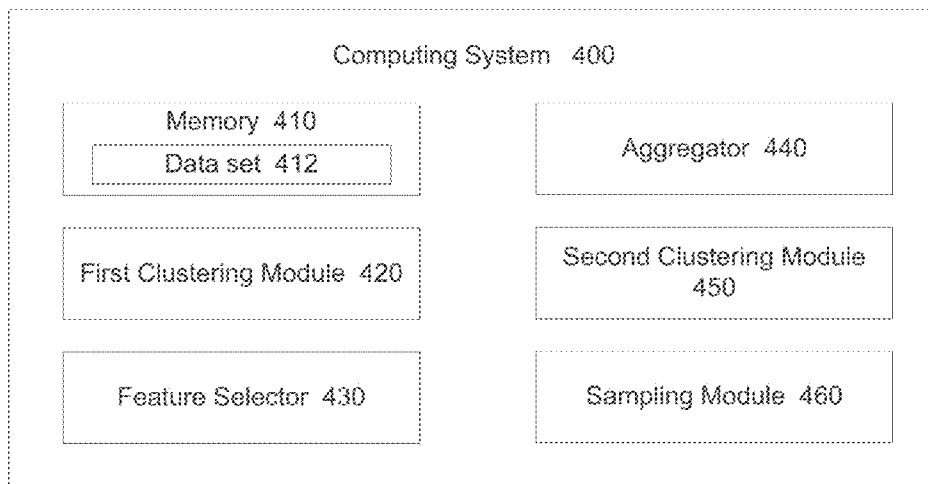 Computing System 400
Memory 410
Data set 412
First Clustering Module 420
Feature Selector 430
Aggregator 440
Second Clustering Module
450
Sampling Module 460